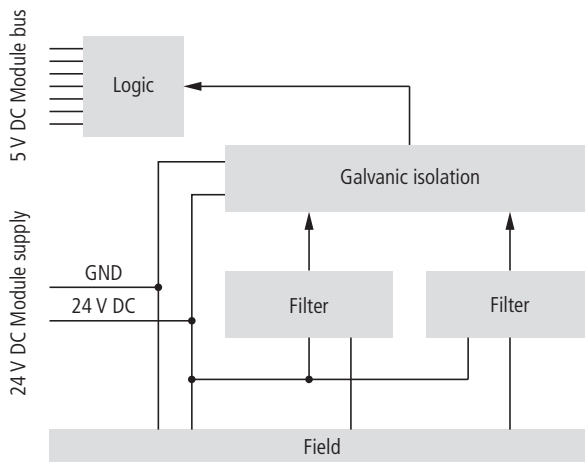 5 V DC Module bus
Logic
Galvanic isolation
24 V DC Module supply
GND
24 V DC
Filter
Filter
Field